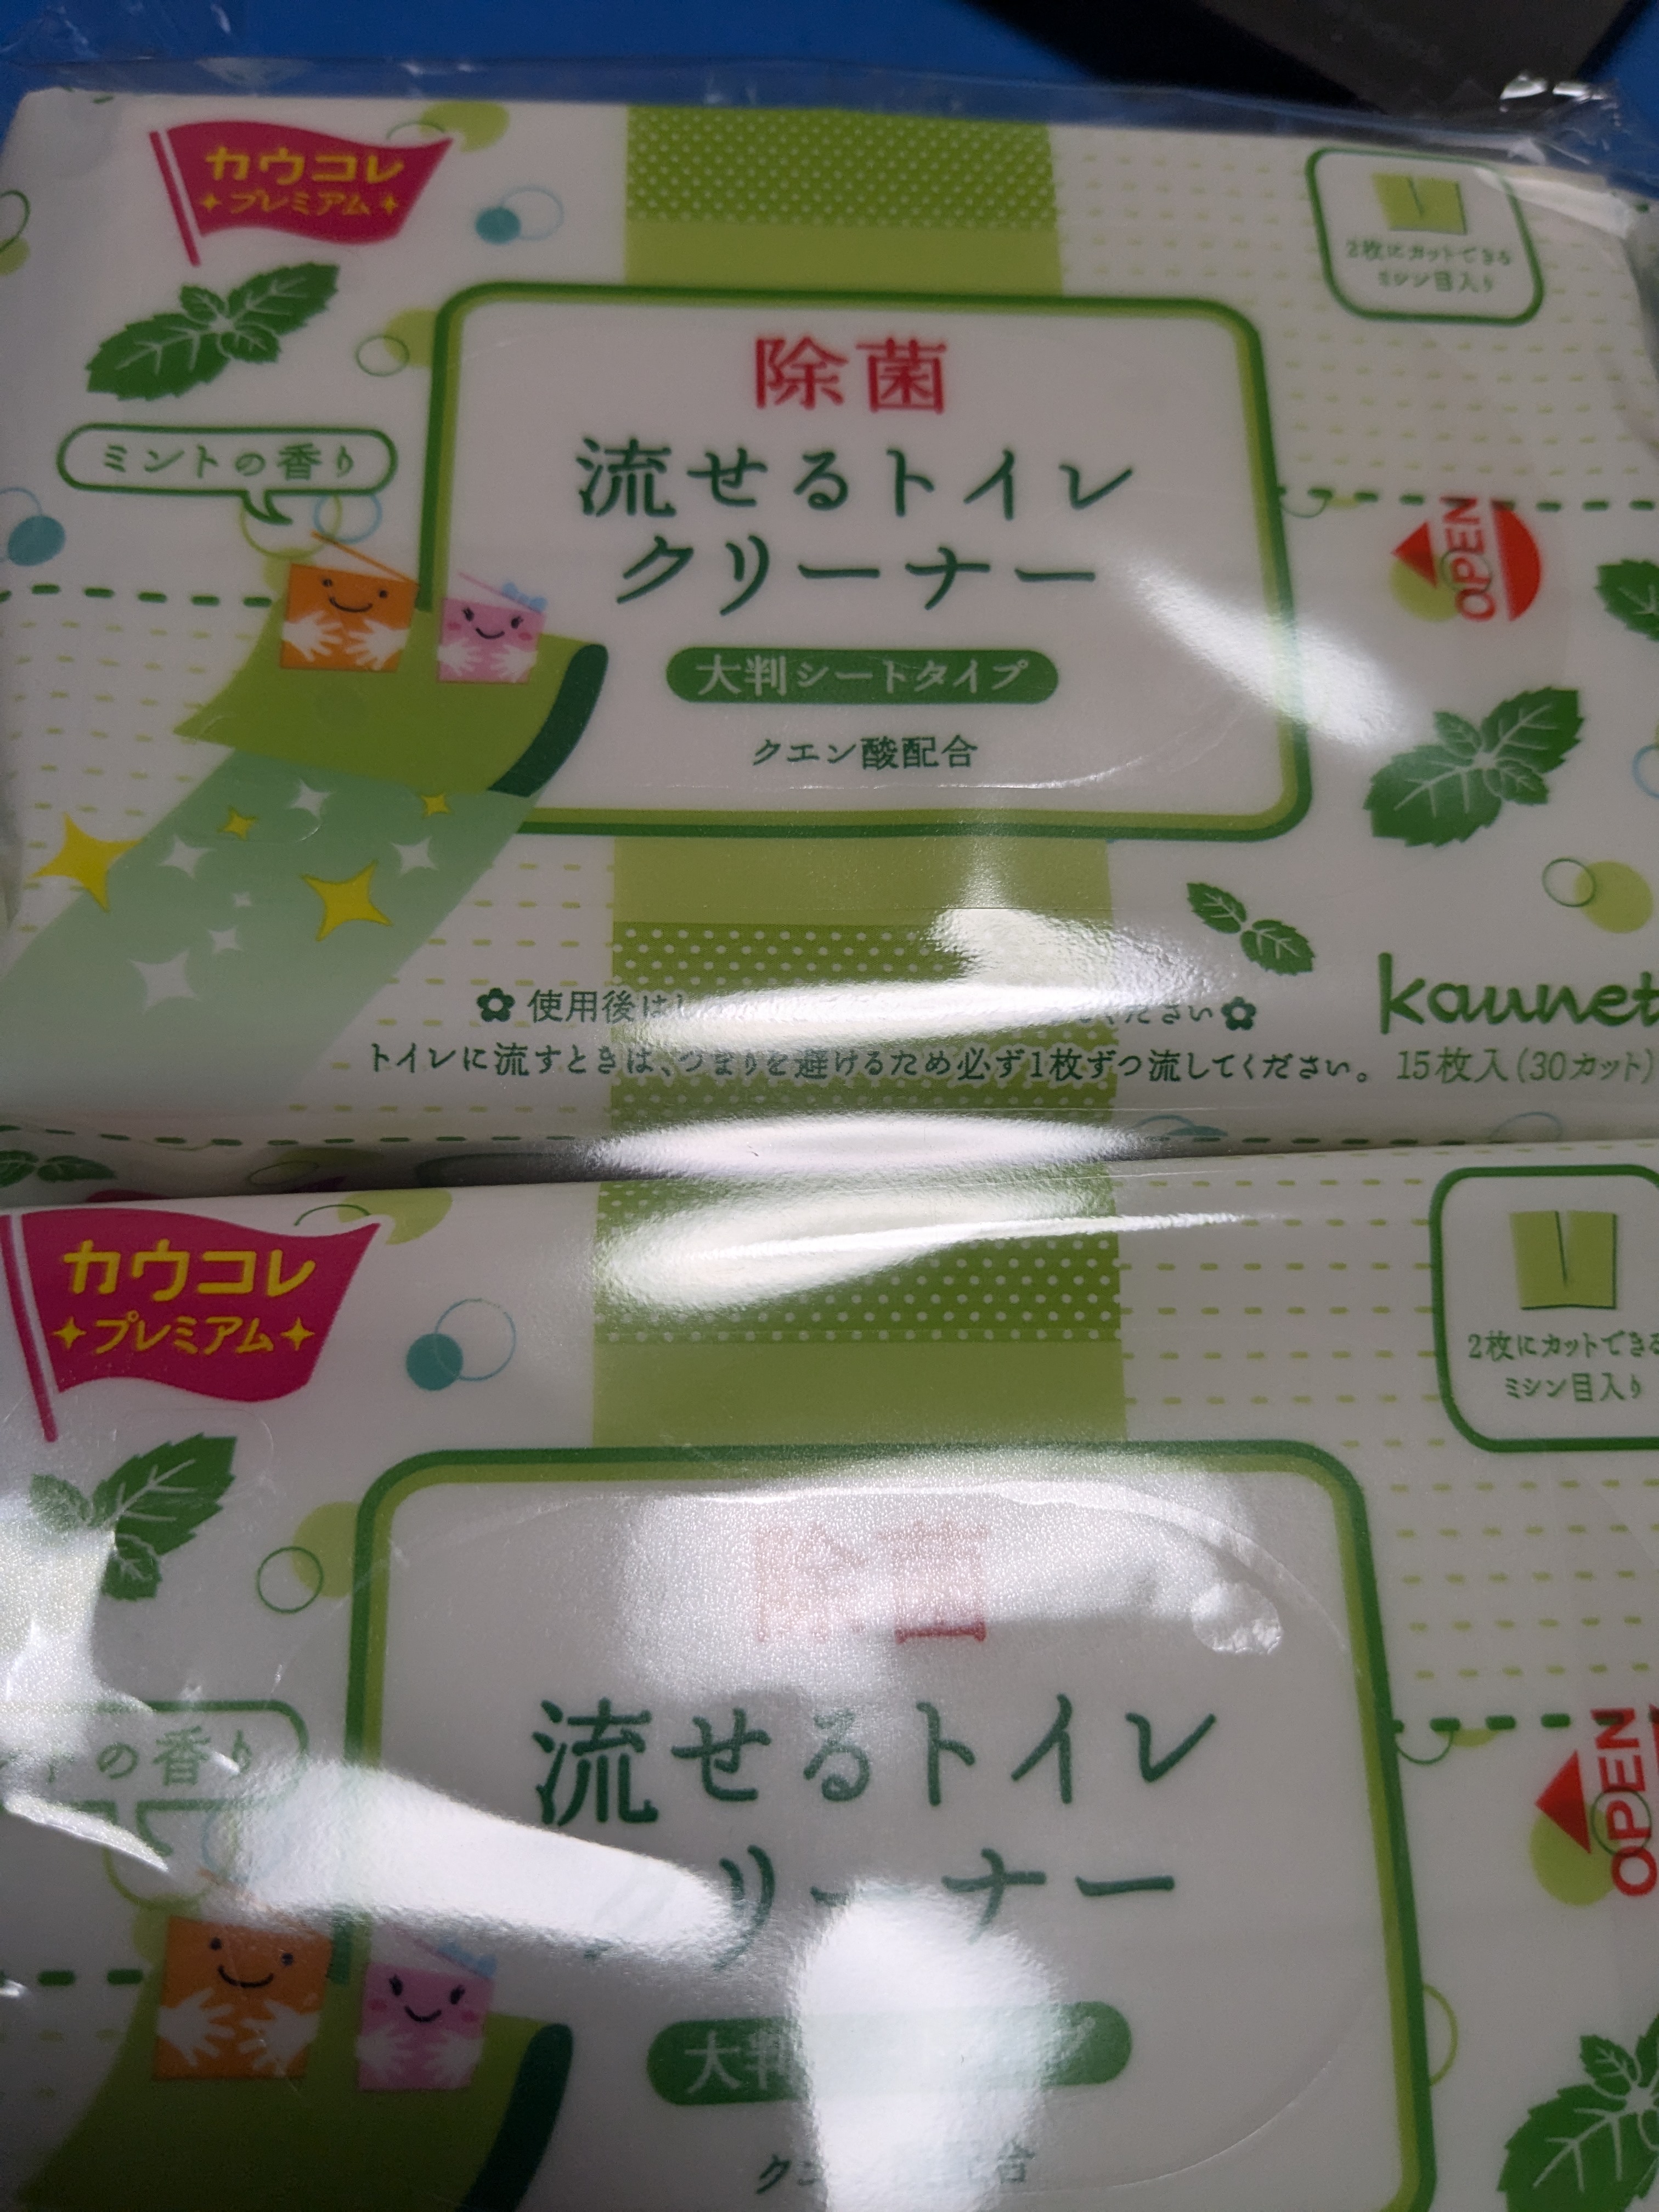 カウコレ
プレミアム
2枚にカットできる
ミシン目入り
除菌
ミントの香り
流せるトイレ
クリーナー
OPEN
大判シートタイプ
クエン酸配合
使用後は
ください
kaunet
トイレに流すときは、つまりを避けるため必ず1枚ずつ流してください。
15枚入(30カット)
カウコレ
プレミアム
2枚にカットできる
ミシン目入り
除菌
の香り
流せるトイレ
リーナー
OPEN
大判